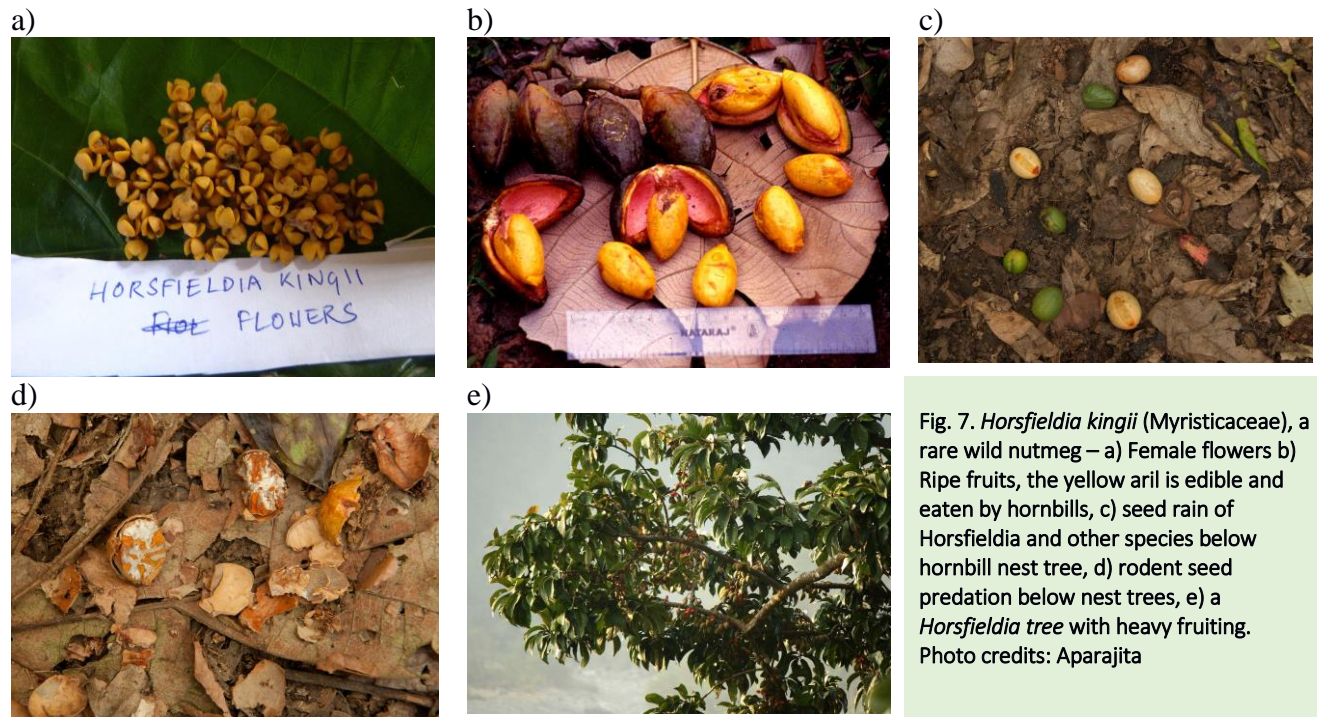 a)
b)
c)
HORSFIELDIA KINGII
FLOWERS
NATARAJ
d)
e)
Fig. 7. Horsfieldia kingii (Myristicaceae), a
rare wild nutmeg – a) Female flowers b)
Ripe fruits, the yellow aril is edible and
eaten by hornbills, c) seed rain of
Horsfieldia and other species below
hornbill nest tree, d) rodent seed
predation below nest trees, e) a
Horsfieldia tree with heavy fruiting.
Photo credits: Aparajita